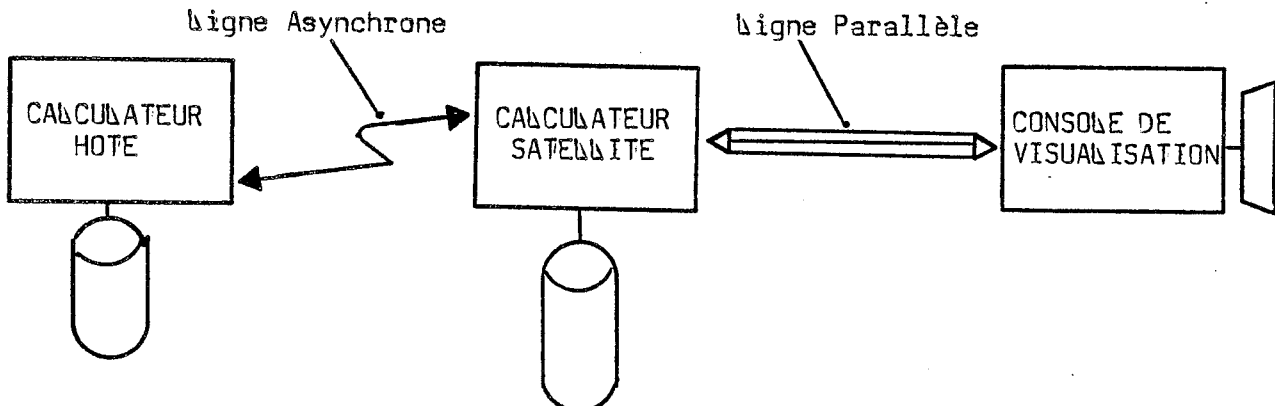 Ligne Asynchrone
Ligne Parallèle
CALCULATEUR
HOTE
CALCULATEUR
SATELLITE
CONSOLE DE
VISUALISATION